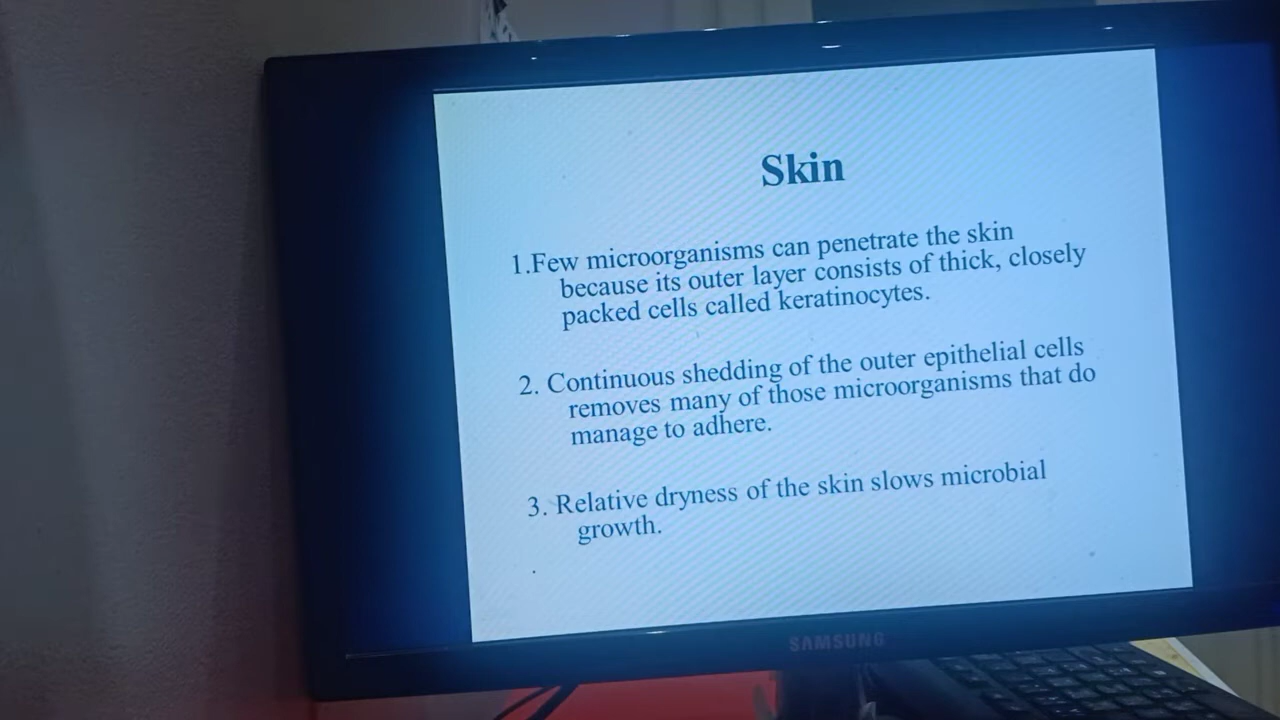 Skin
1.Few microorganisms can penetrate the skin
because its outer layer consists of thick, closely
packed cells called keratinocytes.
2. Continuous shedding of the outer epithelial cells
removes many of those microorganisms that do
manage to adhere.
3. Relative dryness of the skin slows microbial
growth.
SAMSUNG